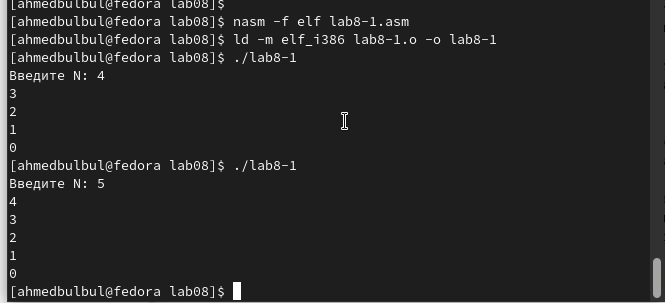 [ahmedbulbul@fedora lab08]$
[ahmedbulbul@fedora lab08]$ nasm -f elf lab8-1.asm
[ahmedbulbul@fedora lab08]$ ld -m elf_i386 lab8-1.o -o lab8-1
[ahmedbulbul@fedora lab08]$ ./lab8-1
Введите N: 4
3
2
1
0
[ahmedbulbul@fedora lab08]$ ./lab8-1
Введите N: 5
4
3
2
1
0
[ahmedbulbul@fedora lab08]$